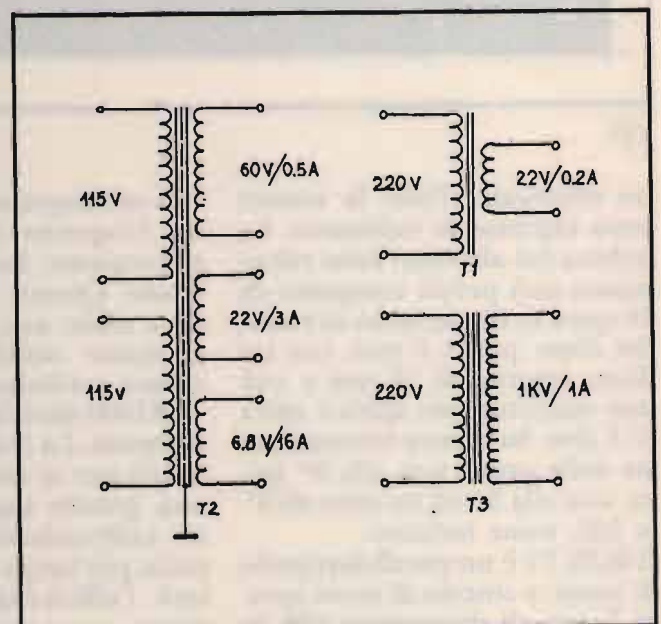 115V
60V/0.5A
22V/3A
115V
6.8V/16A
T2
220V
22V/0.2A
T1
220V
1KV/1A
T3